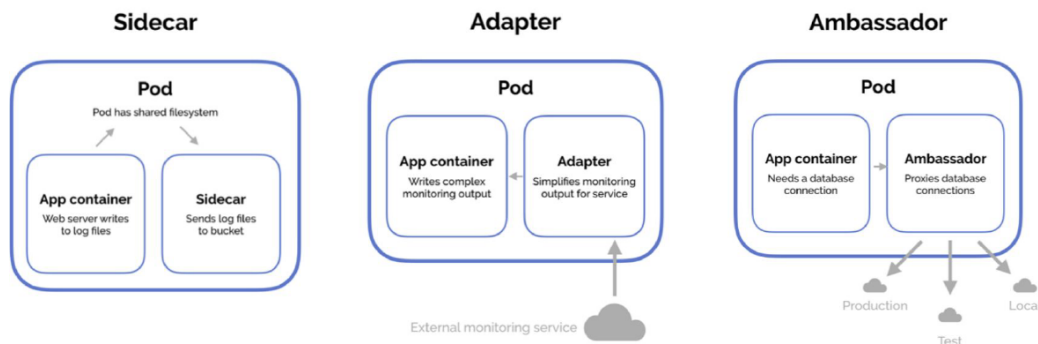 Sidecar
Pod
Pod has shared filesystem
App container
Web server writes
to log files
Sidecar
Sends log files
to bucket
Adapter
Pod
App container
Writes complex
monitoring output
Adapter
Simplifies monitoring
output for service
External monitoring service
Ambassador
Pod
App container
Needs a database
connection
Ambassador
Proxies database
connections
Production
Test
Loca